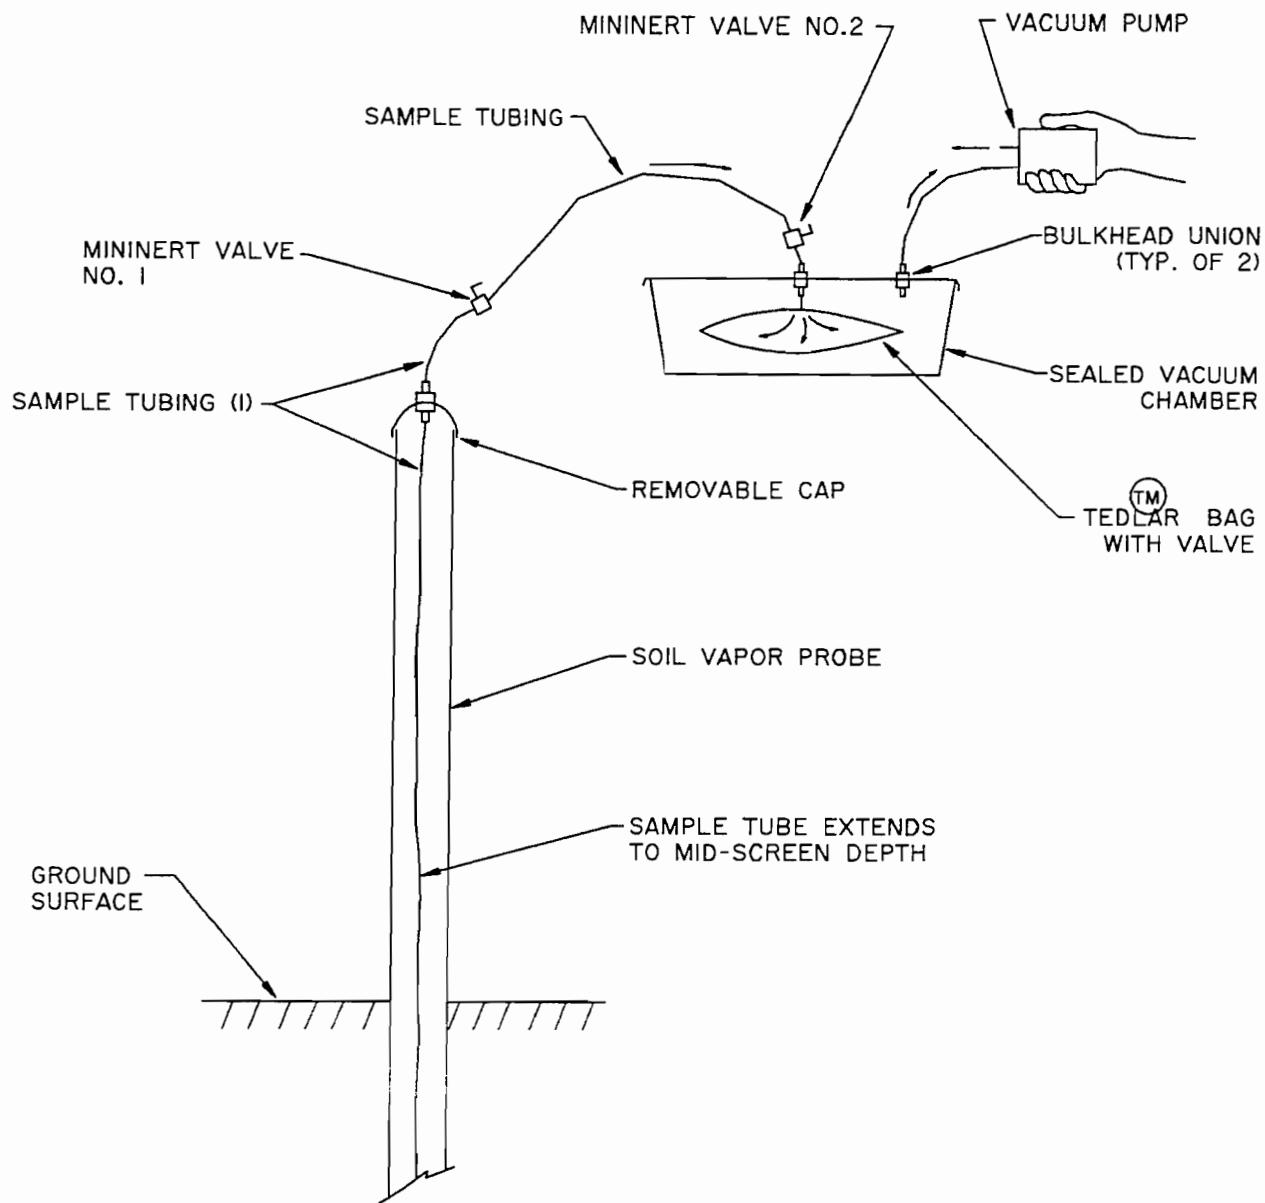 MININERT VALVE NO.2
VACUUM PUMP
SAMPLE TUBING
MININERT VALVE
NO. 1
BULKHEAD UNION
(TYP. OF 2)
SEALED VACUUM
CHAMBER
SAMPLE TUBING (1)
REMOVABLE CAP
TM
TEDLAR BAG
WITH VALVE
SOIL VAPOR PROBE
SAMPLE TUBE EXTENDS
TO MID-SCREEN DEPTH
GROUND
SURFACE